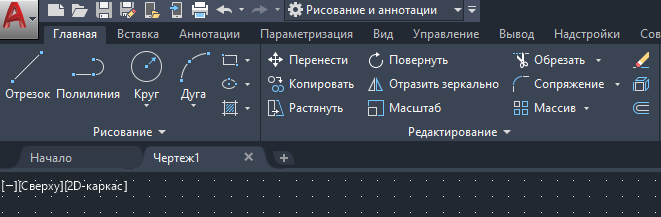 Рисование и аннотации
Главная Вставка Аннотации Параметризация Вид Управление Вывод Надстройки Сов
Перенести Повернуть Обрезать
Копировать Отразить зеркально Сопряжение
Отрезок Полилиния Круг Дуга
Растянуть Масштаб Массив
Рисование Редактирование
Начало Чертеж1
[−][Сверху][2D-каркас]